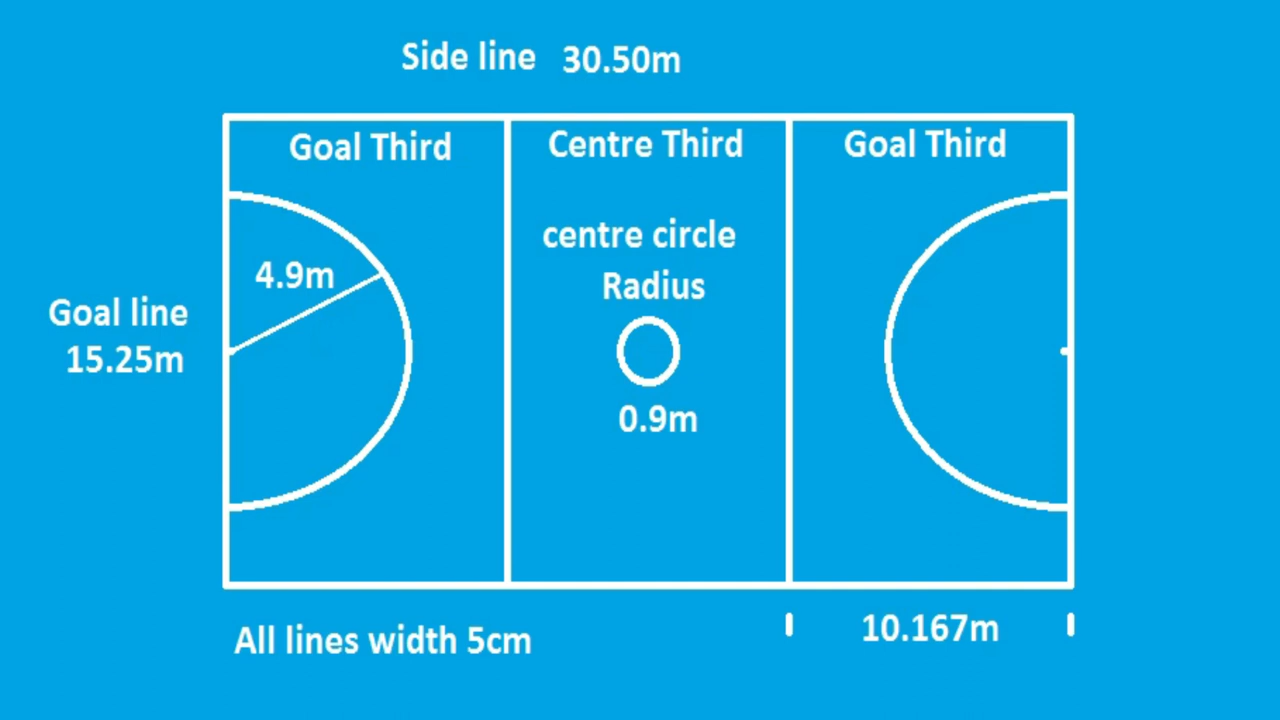 Side line 30.50m
Goal Third
Centre Third
Goal Third
centre circle
Radius
4.9m
Goal line
15.25m
0.9m
10.167m
All lines width 5cm